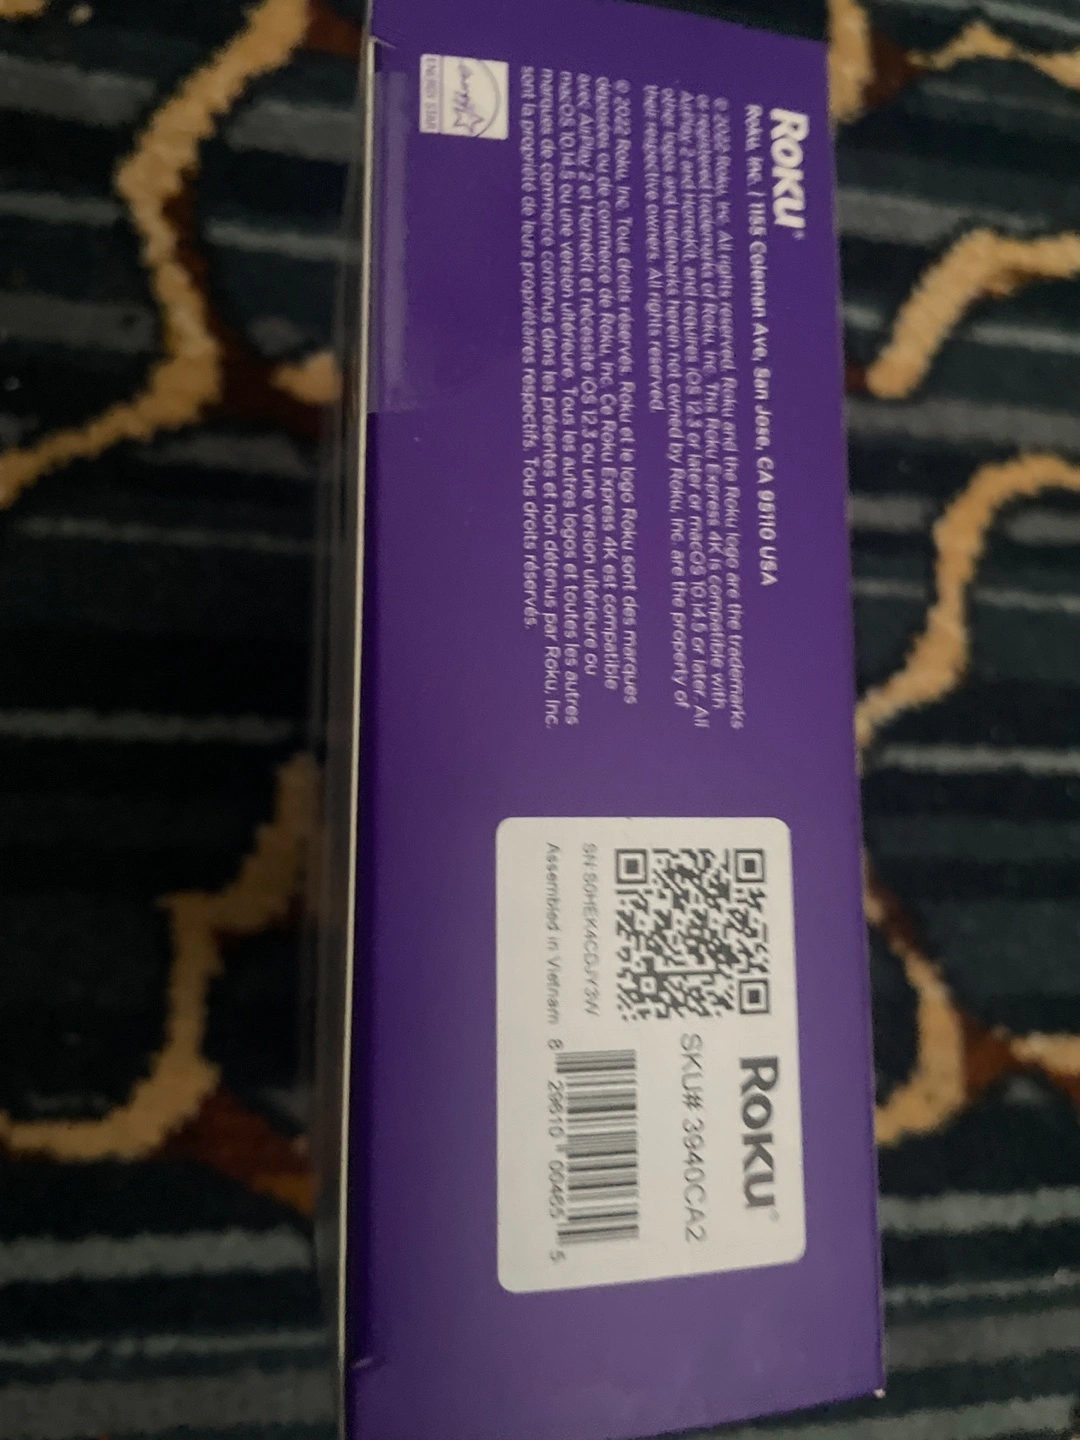 ROKU®
Roku, Inc. / 1155 Coleman Ave, San Jose, CA 95110 USA
© 2022 Roku, Inc. All rights reserved. Roku and the Roku logo are the trademarks
or registered trademarks of Roku, Inc. This Roku Express 4K is compatible with
AirPlay 2 and HomeKit, and requires iOS 12.3 or later or macOS 10.14.5 or later. All
other logos and trademarks herein not owned by Roku, Inc. are the property of
their respective owners. All rights reserved.
© 2022 Roku, Inc. Tous droits réservés. Roku et le logo Roku sont des marques
déposées ou de commerce de Roku, Inc. Ce Roku Express 4K est compatible
avec AirPlay 2 et HomeKit et nécessite iOS 12.3 ou une version ultérieure ou
macOS 10.14.5 ou une version ultérieure. Tous les autres logos et toutes les autres
marques de commerce contenus dans les présentes et non détenus par Roku, Inc.
sont la propriété de leurs propriétaires respectifs. Tous droits réservés.
energy
ENERGY STAR
ROKU®
SKU# 3940CA2
Assembled in Vietnam
8 29610 00465 5